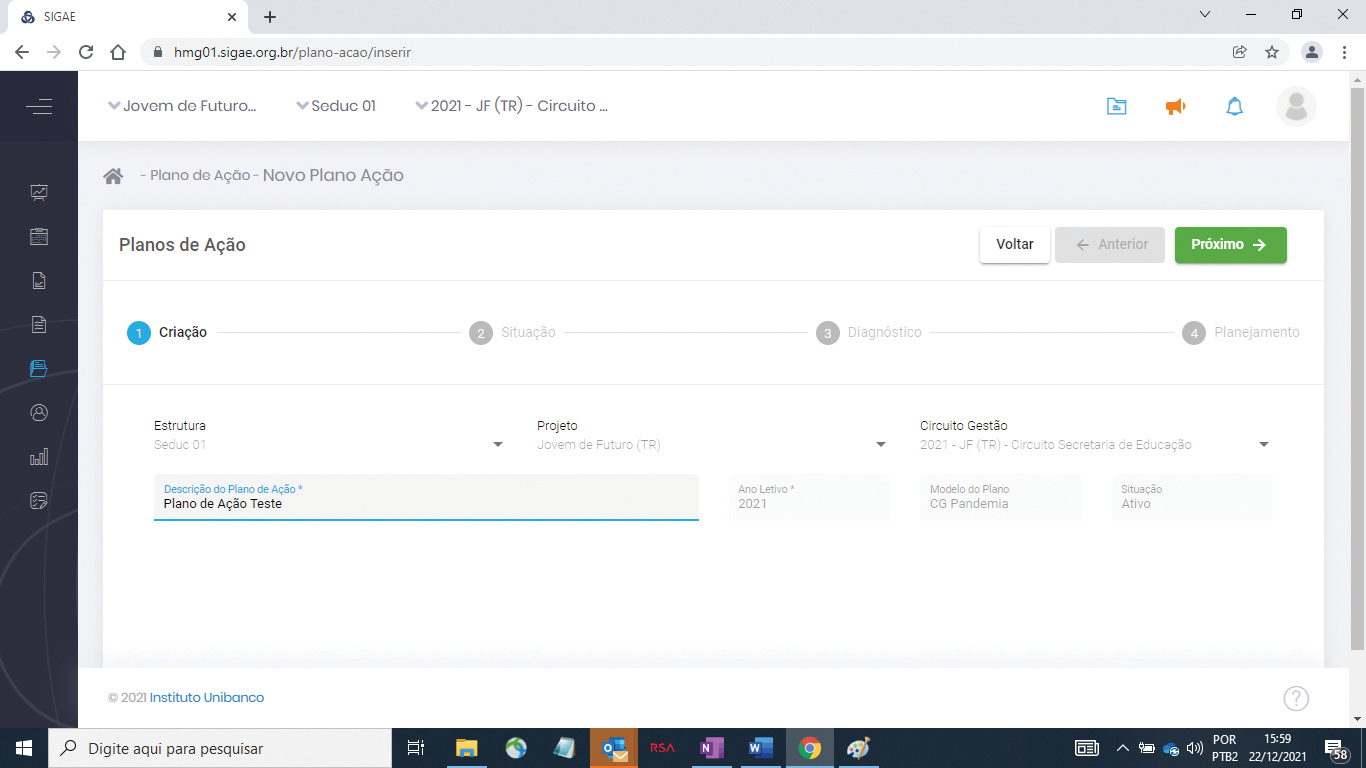 SIGAE
hmg01.sigae.org.br/plano-acao/inserir
Jovem de Futuro... Seduc 01 2021 - JF (TR) - Circuito ...
- Plano de Ação - Novo Plano Ação
Planos de Ação Voltar Anterior Próximo
1 Criação 2 Situação 3 Diagnóstico 4 Planejamento
Estrutura Projeto Circuito Gestão
Seduc 01 Jovem de Futuro (TR) 2021 - JF (TR) - Circuito Secretaria de Educação
Descrição do Plano de Ação * Ano Letivo * Modelo do Plano Situação
Plano de Ação Teste 2021 CG Pandemia Ativo
© 2021 Instituto Unibanco ?
Digite aqui para pesquisar RSA N W POR 15:59
PTB2 22/12/2021 58